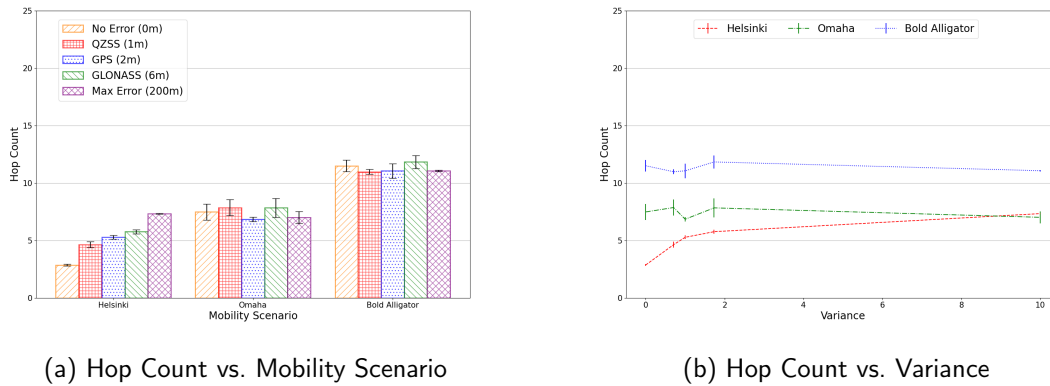 25
20
15
10
5
0
Hop Count
No Error (0m)
QZSS (1m)
GPS (2m)
GLONASS (6m)
Max Error (200m)
Helsinki Omaha Bold Alligator
Mobility Scenario
(a) Hop Count vs. Mobility Scenario
25
20
15
10
5
0
Hop Count
Helsinki Omaha Bold Alligator
0 2 4 6 8 10
Variance
(b) Hop Count vs. Variance